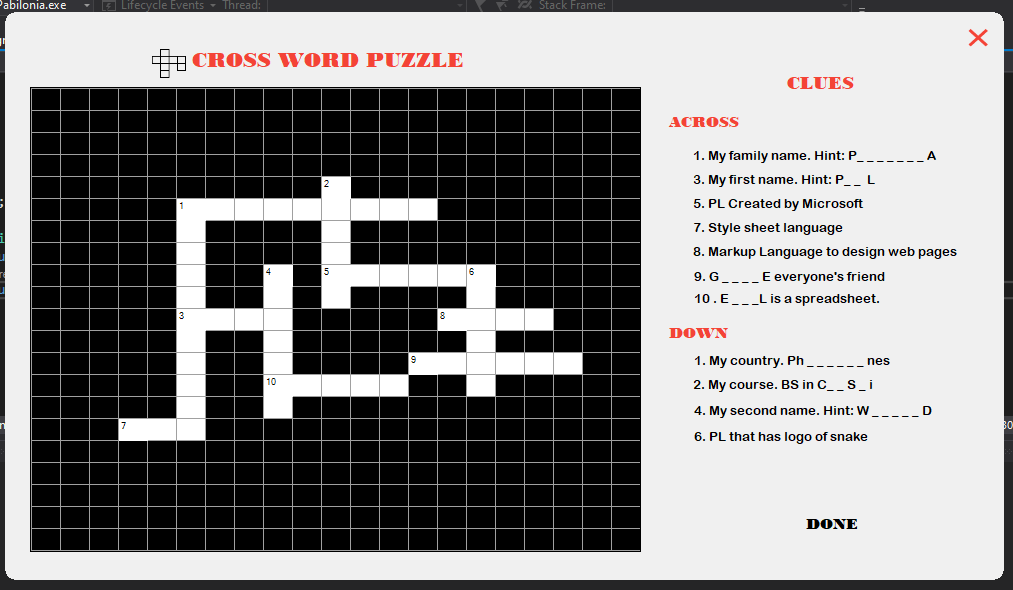 Pabilonia.exe Lifecycle Events Thread: Stack Frame:
CROSS WORD PUZZLE
CLUES
ACROSS
1. My family name. Hint: P_ _ _ _ _ _ _ A
3. My first name. Hint: P_ _ L
5. PL Created by Microsoft
7. Style sheet language
8. Markup Language to design web pages
9. G _ _ _ _ E everyone's friend
10 . E _ _ _L is a spreadsheet.
DOWN
1. My country. Ph _ _ _ _ _ _ nes
2. My course. BS in C_ _ S _ i
4. My second name. Hint: W _ _ _ _ _ D
6. PL that has logo of snake
DONE
2
1
4 5 6
3 8
9
10
7